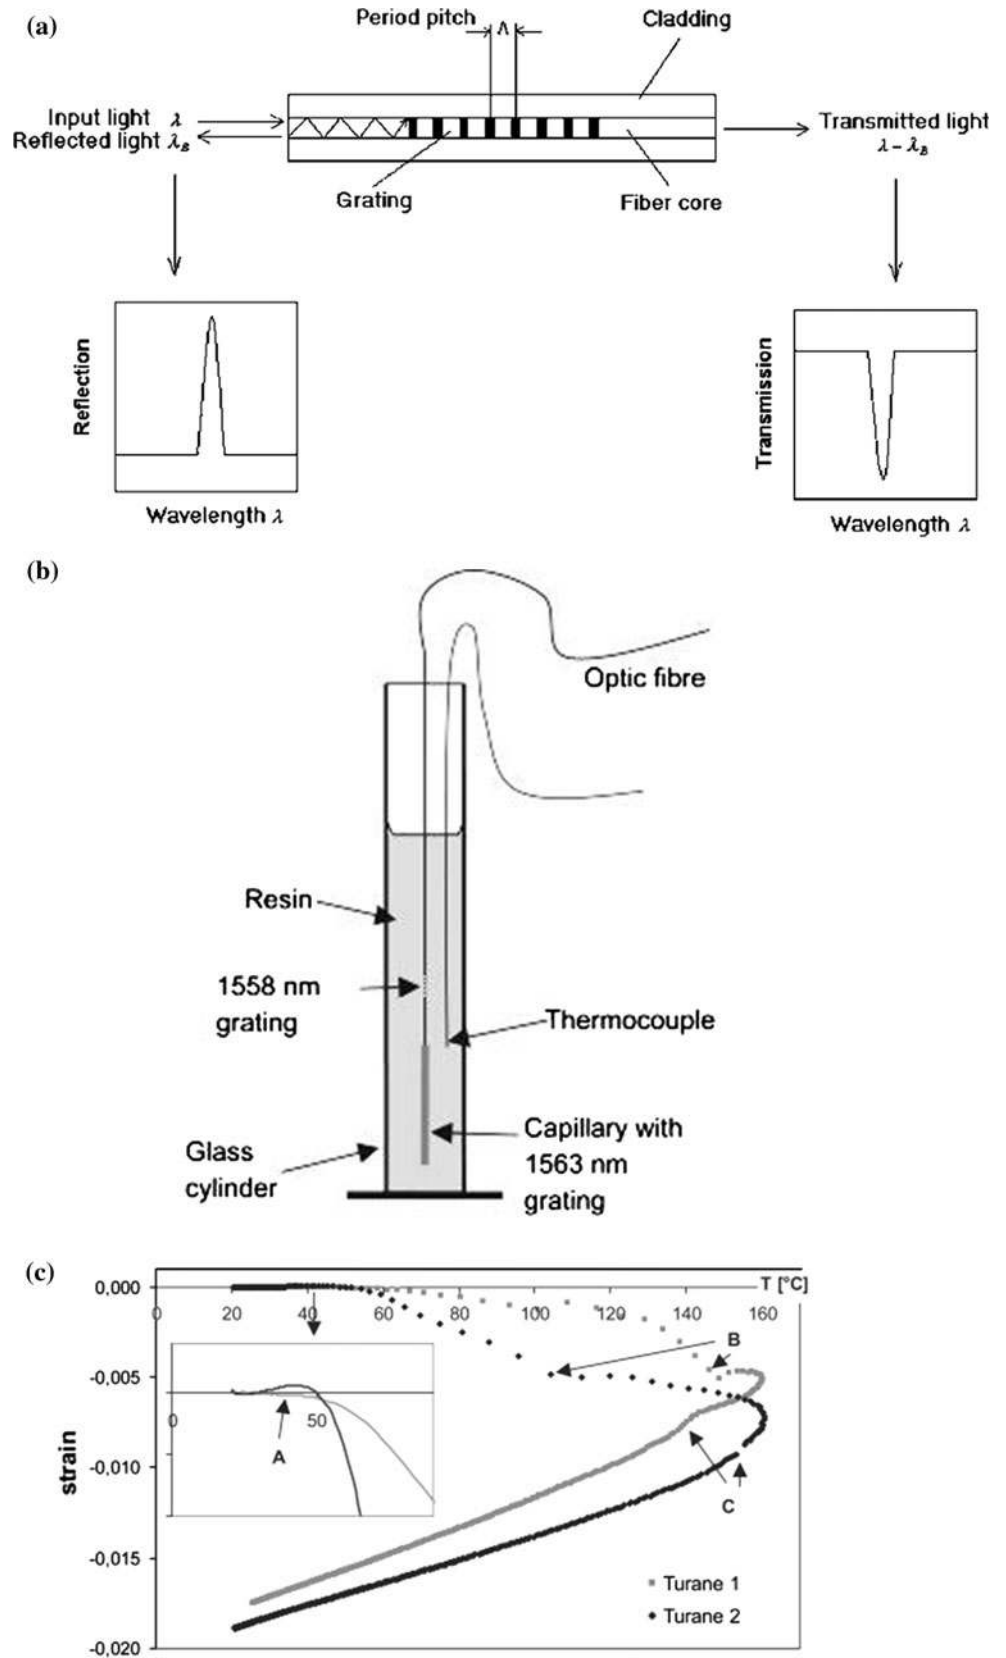 (a)
Period pitch
Λ
Cladding
Input light λ
Reflected light λB
Transmitted light
λ - λB
Grating
Fiber core
Reflection
Wavelength λ
Transmission
Wavelength λ
(b)
Optic fibre
Resin
1558 nm
grating
Thermocouple
Glass
cylinder
Capillary with
1563 nm
grating
(c)
0,000
-0,005
-0,010
-0,015
-0,020
strain
T [°C]
0 20 40 60 80 100 120 140 160
B
0 50
A
C
Turane 1
Turane 2